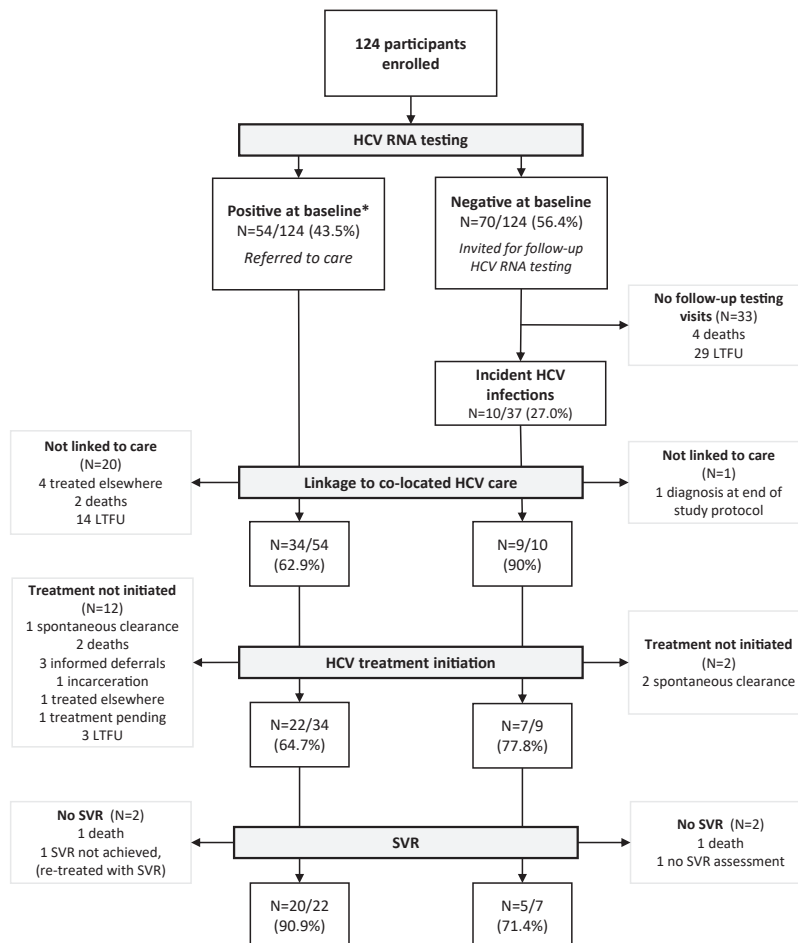 124 participants
enrolled
HCV RNA testing
Positive at baseline*
N=54/124 (43.5%)
Referred to care
Negative at baseline
N=70/124 (56.4%)
Invited for follow-up
HCV RNA testing
No follow-up testing
visits (N=33)
4 deaths
29 LTFU
Incident HCV
infections
N=10/37 (27.0%)
Not linked to care
(N=20)
4 treated elsewhere
2 deaths
14 LTFU
Linkage to co-located HCV care
Not linked to care
(N=1)
1 diagnosis at end of
study protocol
N=34/54
(62.9%)
N=9/10
(90%)
Treatment not initiated
(N=12)
1 spontaneous clearance
2 deaths
3 informed deferrals
1 incarceration
1 treated elsewhere
1 treatment pending
3 LTFU
HCV treatment initiation
Treatment not initiated
(N=2)
2 spontaneous clearance
N=22/34
(64.7%)
N=7/9
(77.8%)
No SVR (N=2)
1 death
1 SVR not achieved,
(re-treated with SVR)
SVR
No SVR (N=2)
1 death
1 no SVR assessment
N=20/22
(90.9%)
N=5/7
(71.4%)